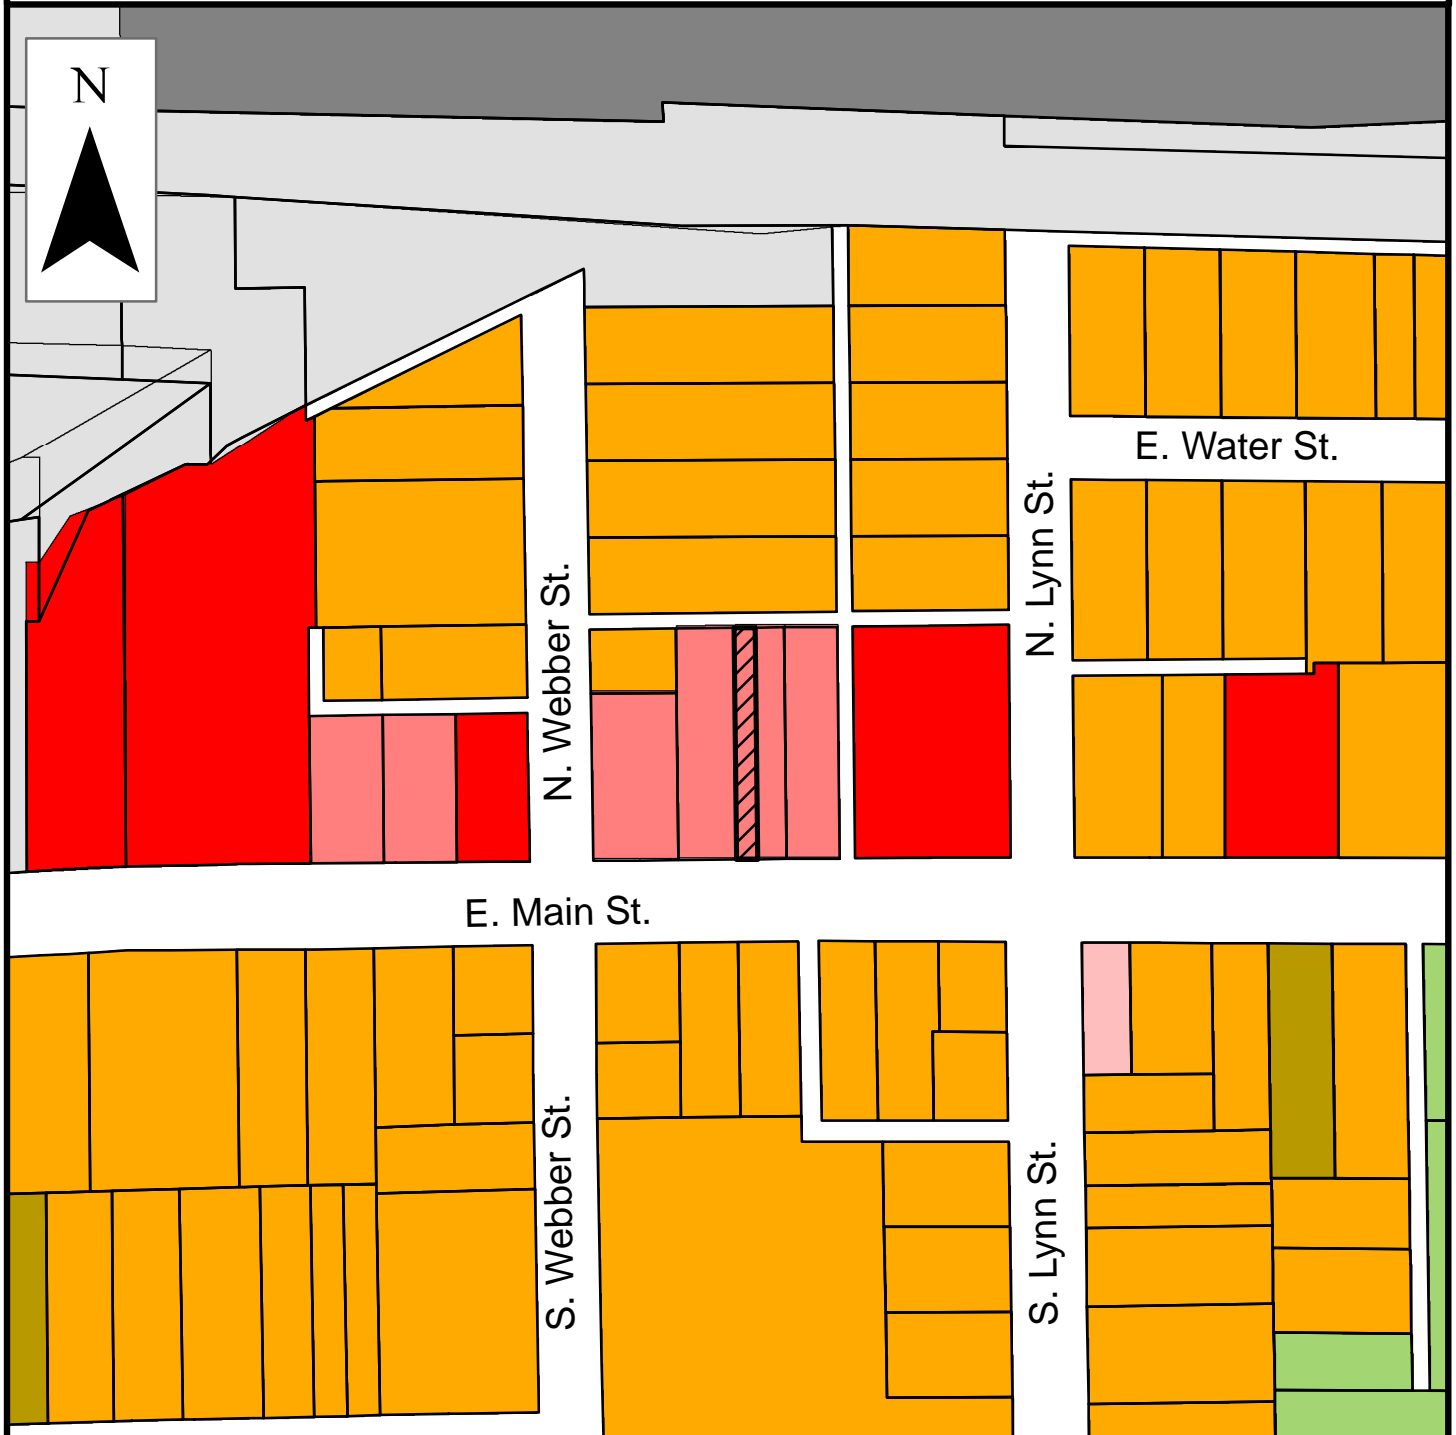 N
E. Water St.
N. Lynn St.
N. Webber St.
E. Main St.
S. Webber St.
S. Lynn St.